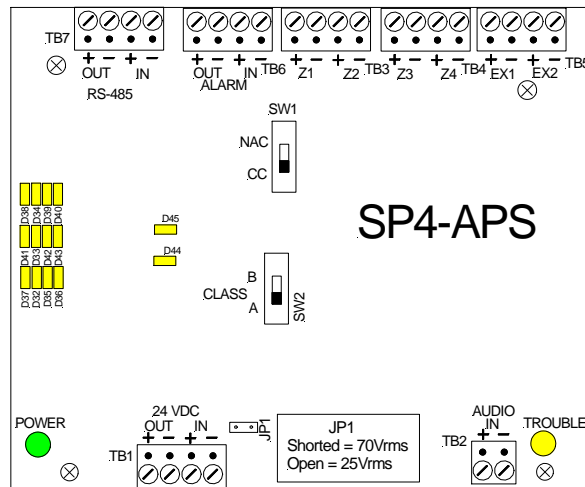 TB7
+ − + −
OUT IN
RS-485
+ − + −
OUT IN
ALARM
TB6
+ − + −
Z1 Z2
TB3
+ − + −
Z3 Z4
TB4
+ − + −
EX1 EX2
TB5
SW1
NAC
CC
SP4-APS
D38 D34 D39 D40
D41 D33 D42 D43
D37 D32 D35 D36
D45
D44
B
CLASS
A
SW2
POWER
24 VDC
OUT IN
+ − + −
TB1
JP1
JP1
Shorted = 70Vrms
Open = 25Vrms
AUDIO
IN
+ −
TB2
TROUBLE